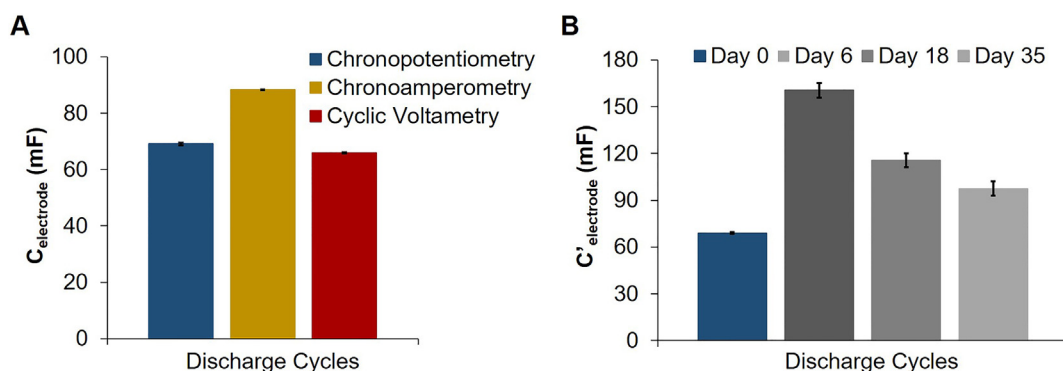 A
100
80
60
40
20
0
C electrode (mF)
Chronopotentiometry
Chronoamperometry
Cyclic Voltametry
Discharge Cycles
B
180
150
120
90
60
30
0
C' electrode (mF)
Day 0 Day 6 Day 18 Day 35
Discharge Cycles